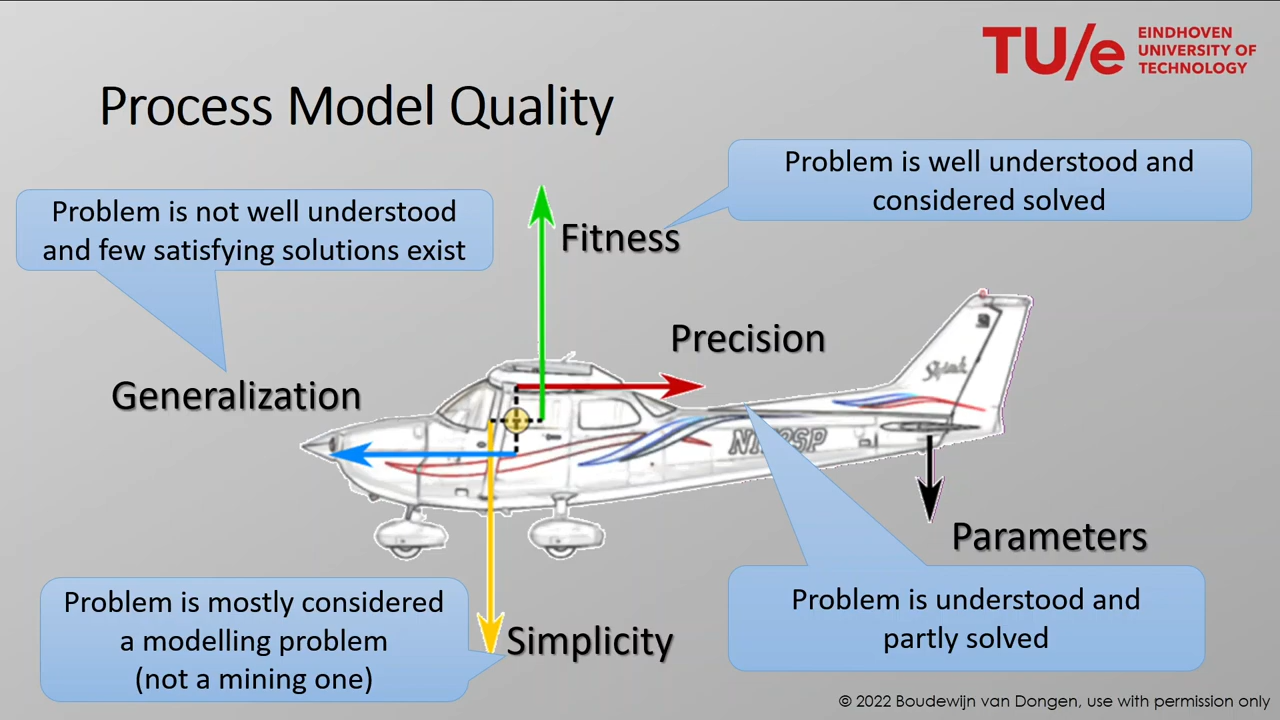 TU/e EINDHOVEN
UNIVERSITY OF
TECHNOLOGY
Process Model Quality
Problem is well understood and
considered solved
Problem is not well understood
and few satisfying solutions exist
Fitness
Precision
Generalization
Parameters
Problem is mostly considered
a modelling problem
(not a mining one)
Simplicity
Problem is understood and
partly solved
© 2022 Boudewijn van Dongen, use with permission only